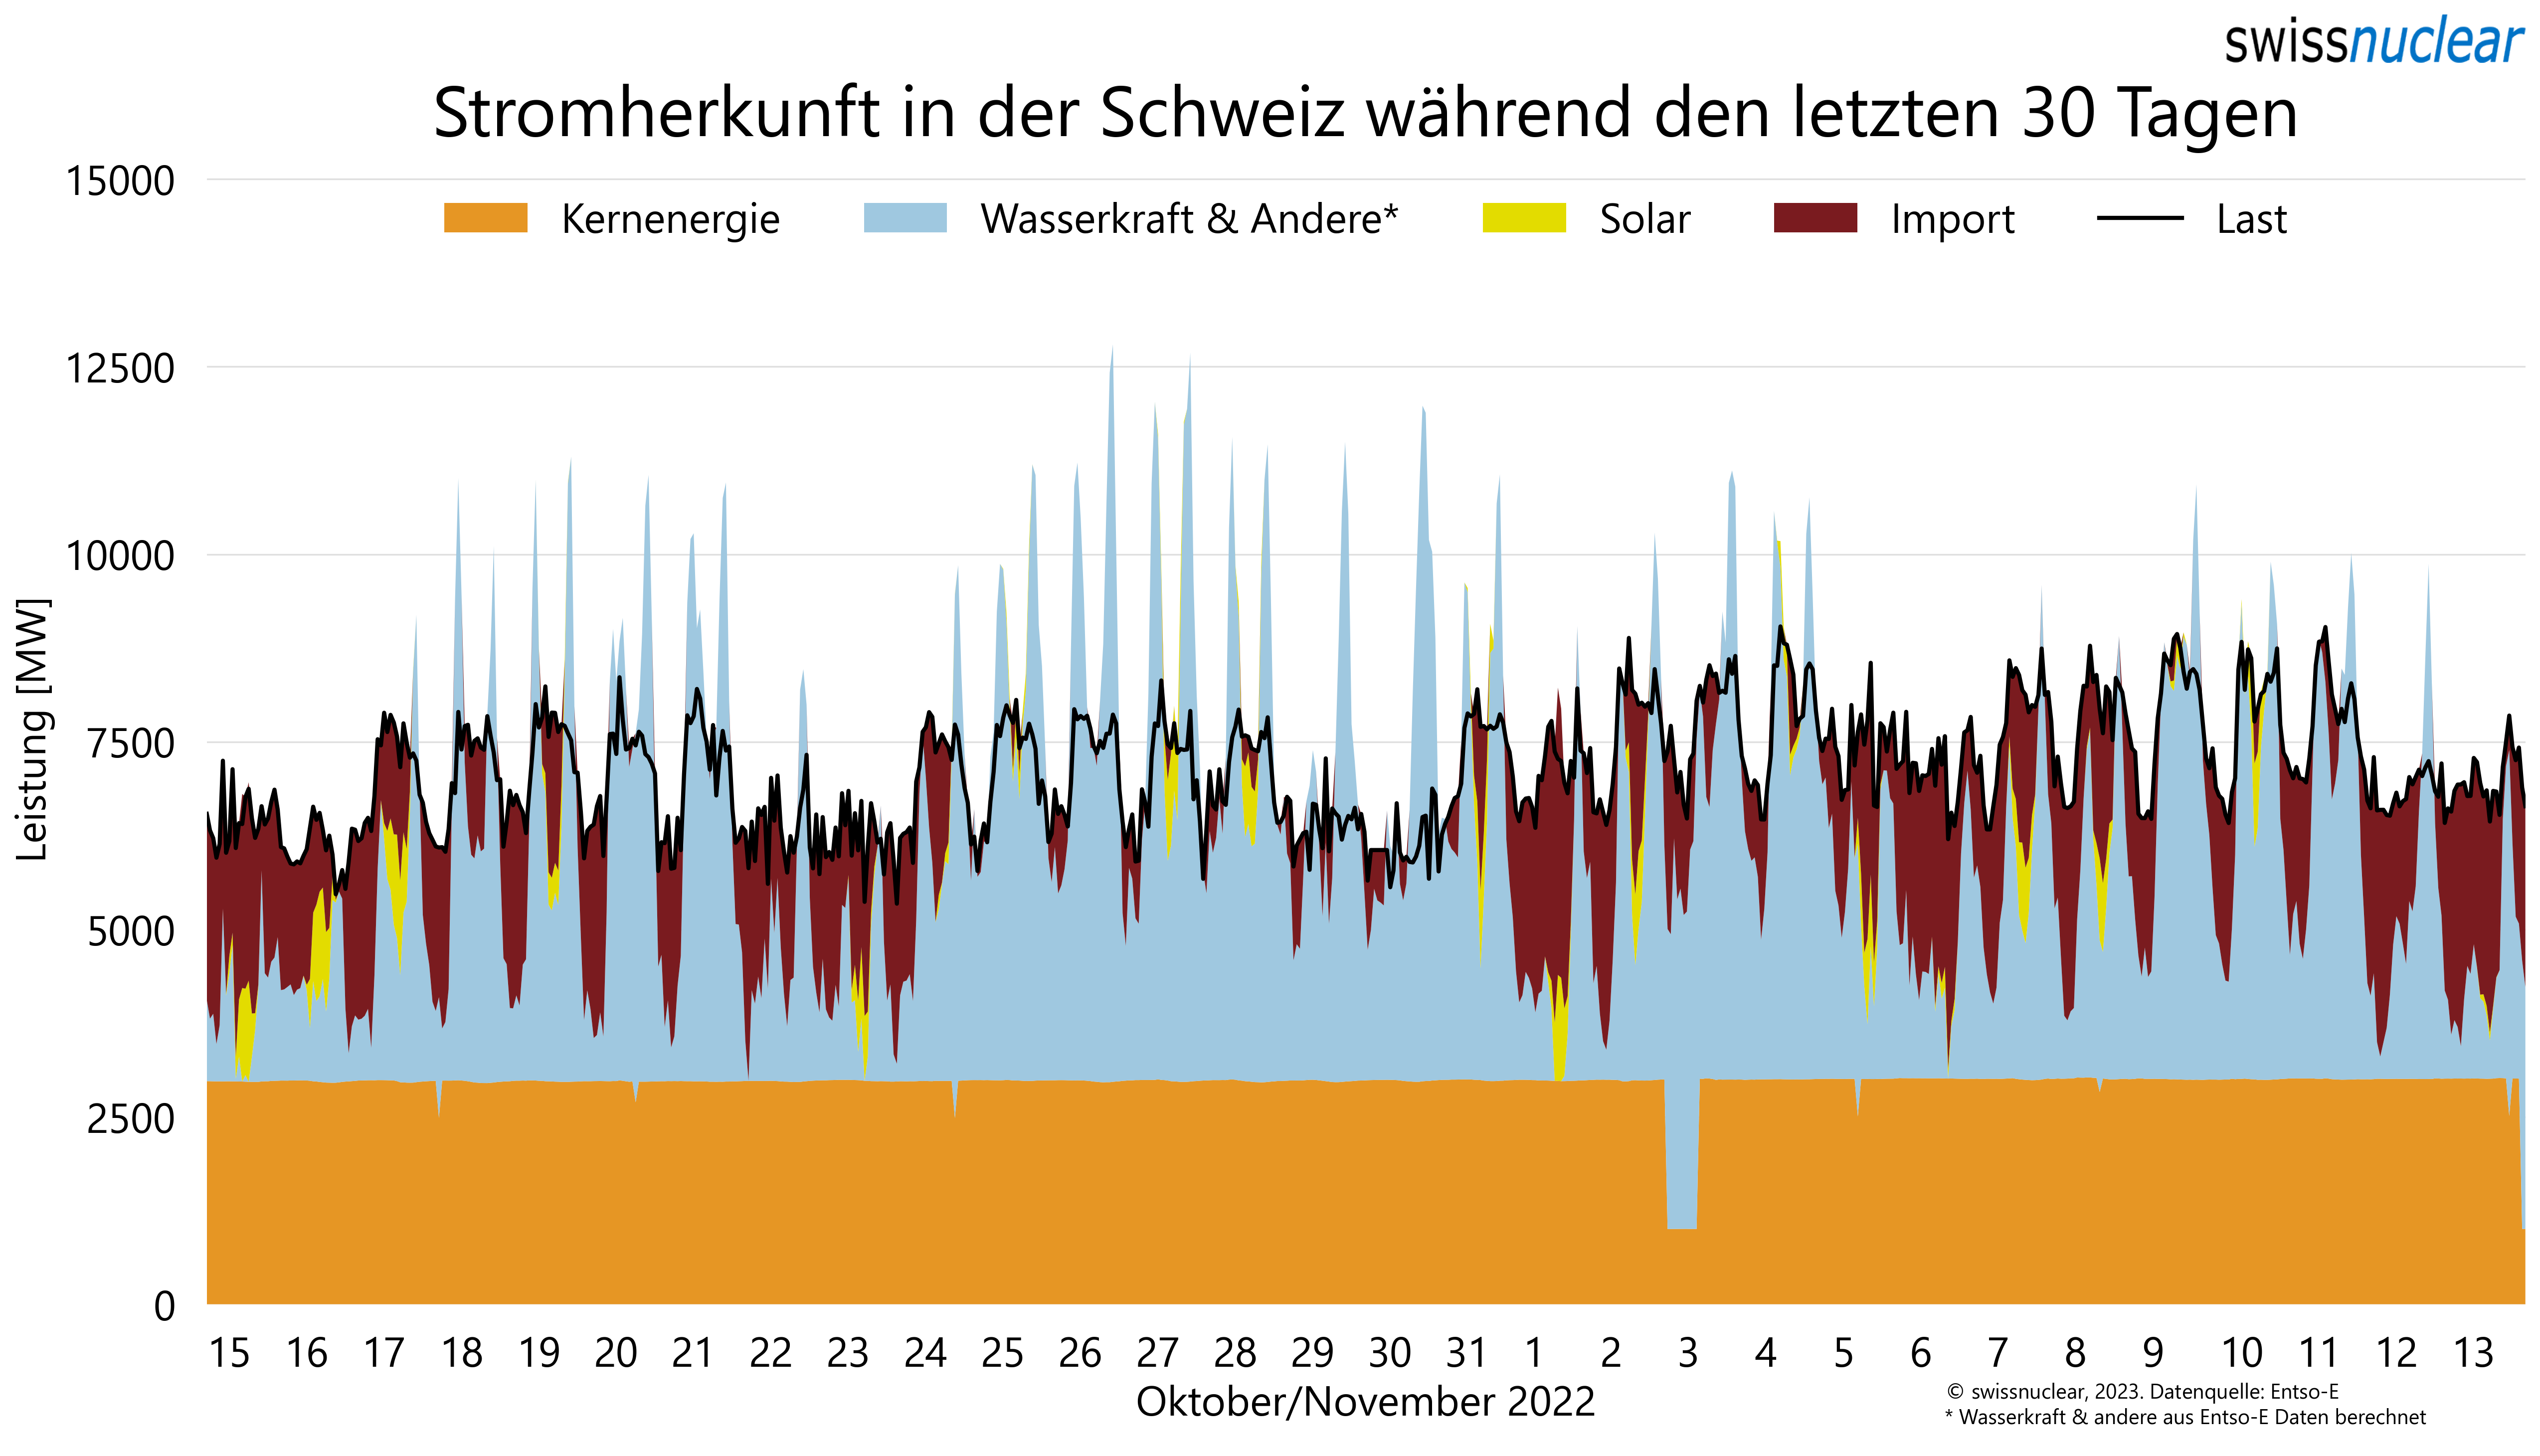 swissnuclear
Stromherkunft in der Schweiz während den letzten 30 Tagen
15000
Kernenergie Wasserkraft & Andere* Solar Import Last
12500
10000
7500
5000
2500
0
Leistung [MW]
15 16 17 18 19 20 21 22 23 24 25 26 27 28 29 30 31 1 2 3 4 5 6 7 8 9 10 11 12 13
Oktober/November 2022
© swissnuclear, 2023. Datenquelle: Entso-E
* Wasserkraft & andere aus Entso-E Daten berechnet